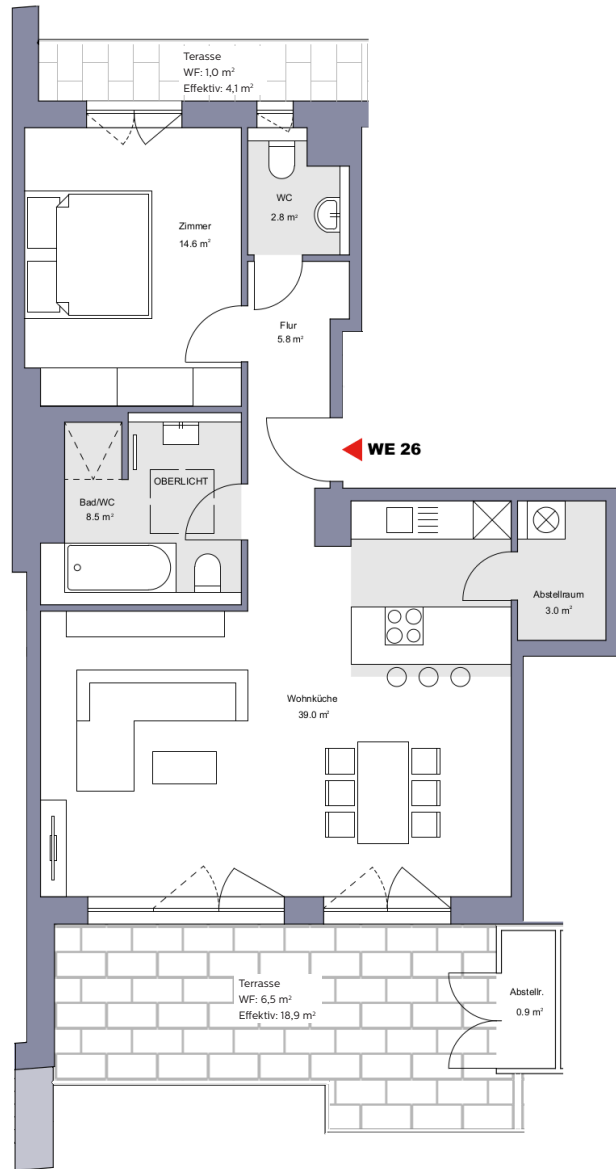 Terasse
WF: 1,0 m²
Effektiv: 4,1 m²
WC
2.8 m²
Zimmer
14.6 m²
Flur
5.8 m²
WE 26
OBERLICHT
Bad/WC
8.5 m²
Abstellraum
3.0 m²
Wohnküche
39.0 m²
Terrasse
WF: 6,5 m²
Effektiv: 18,9 m²
Abstellr.
0.9 m²